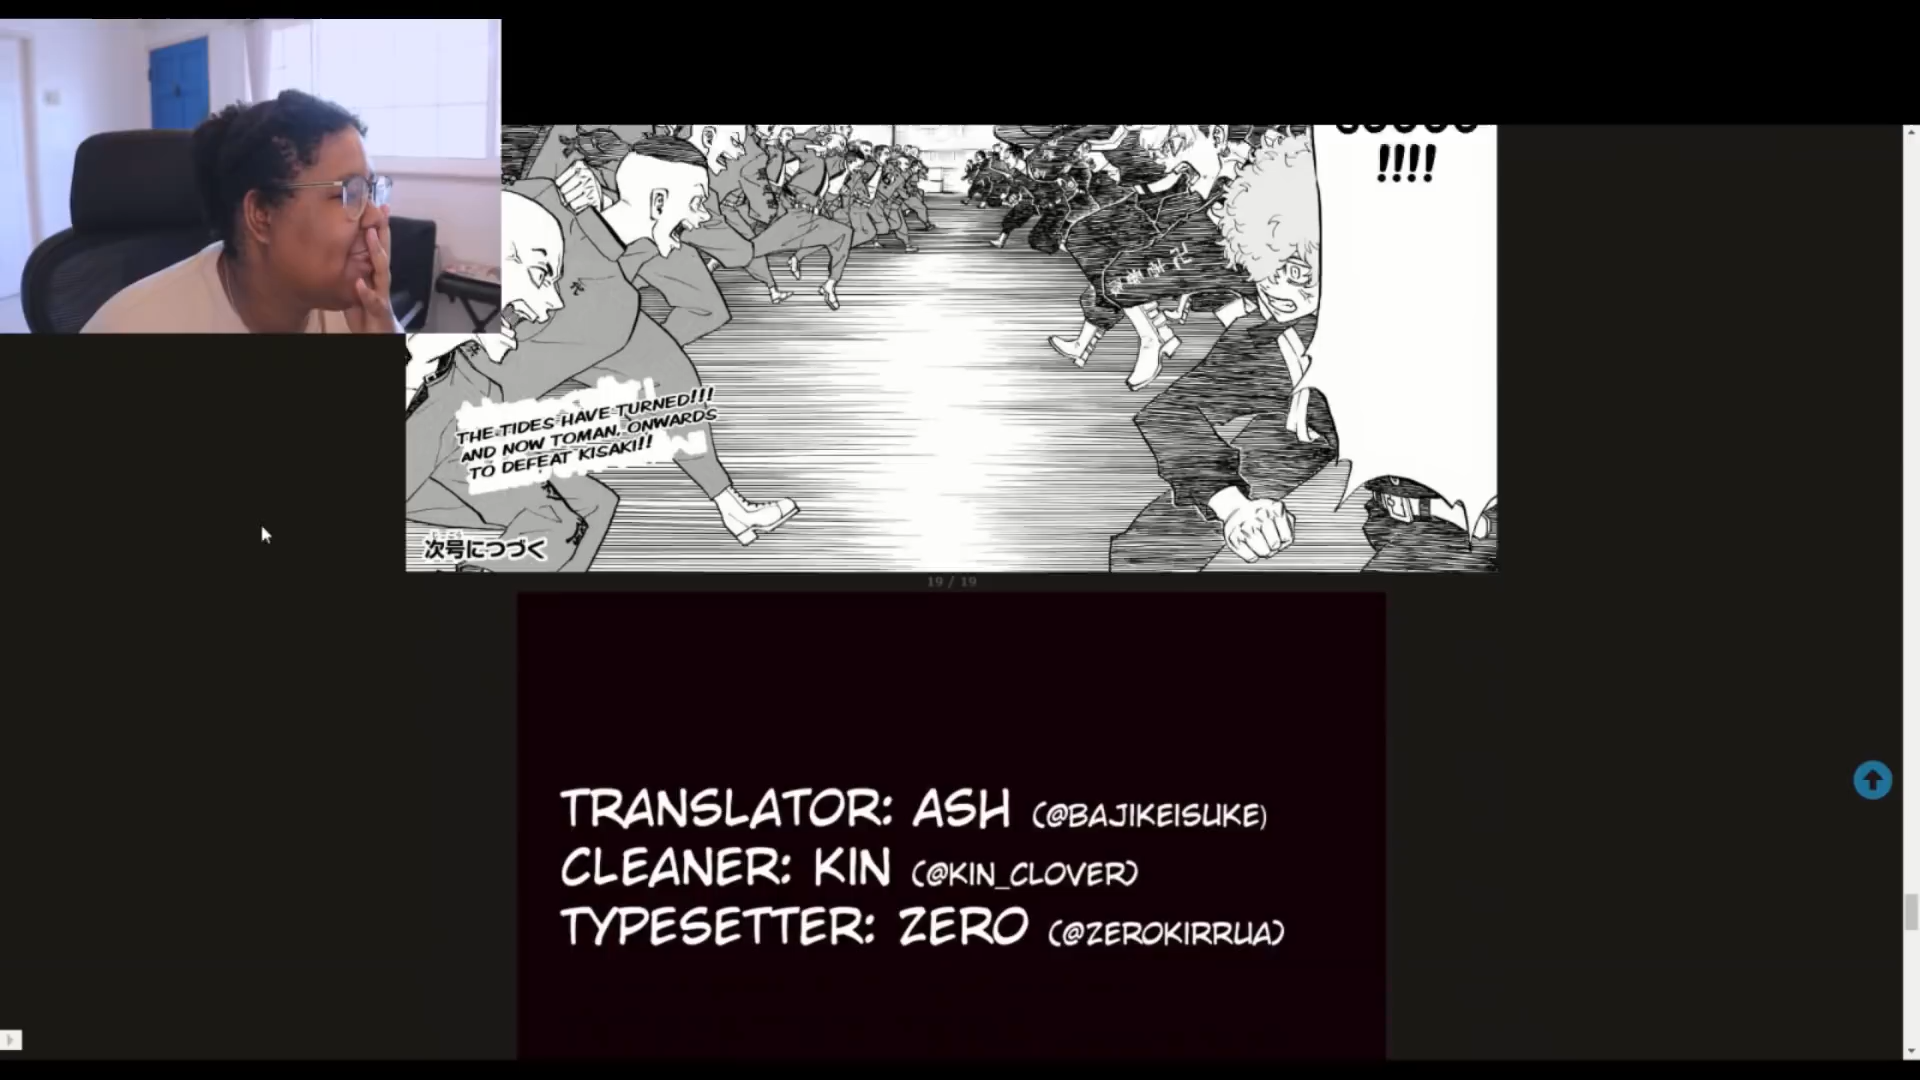 !!!!
THE TIDES HAVE TURNED!!!
AND NOW TOMAN, ONWARDS
TO DEFEAT KISAKI!!
次号につづく
19 / 19
TRANSLATOR: ASH (@BAJIKEISUKE)
CLEANER: KIN (@KIN_CLOVER)
TYPESETTER: ZERO (@ZEROKIRRUA)